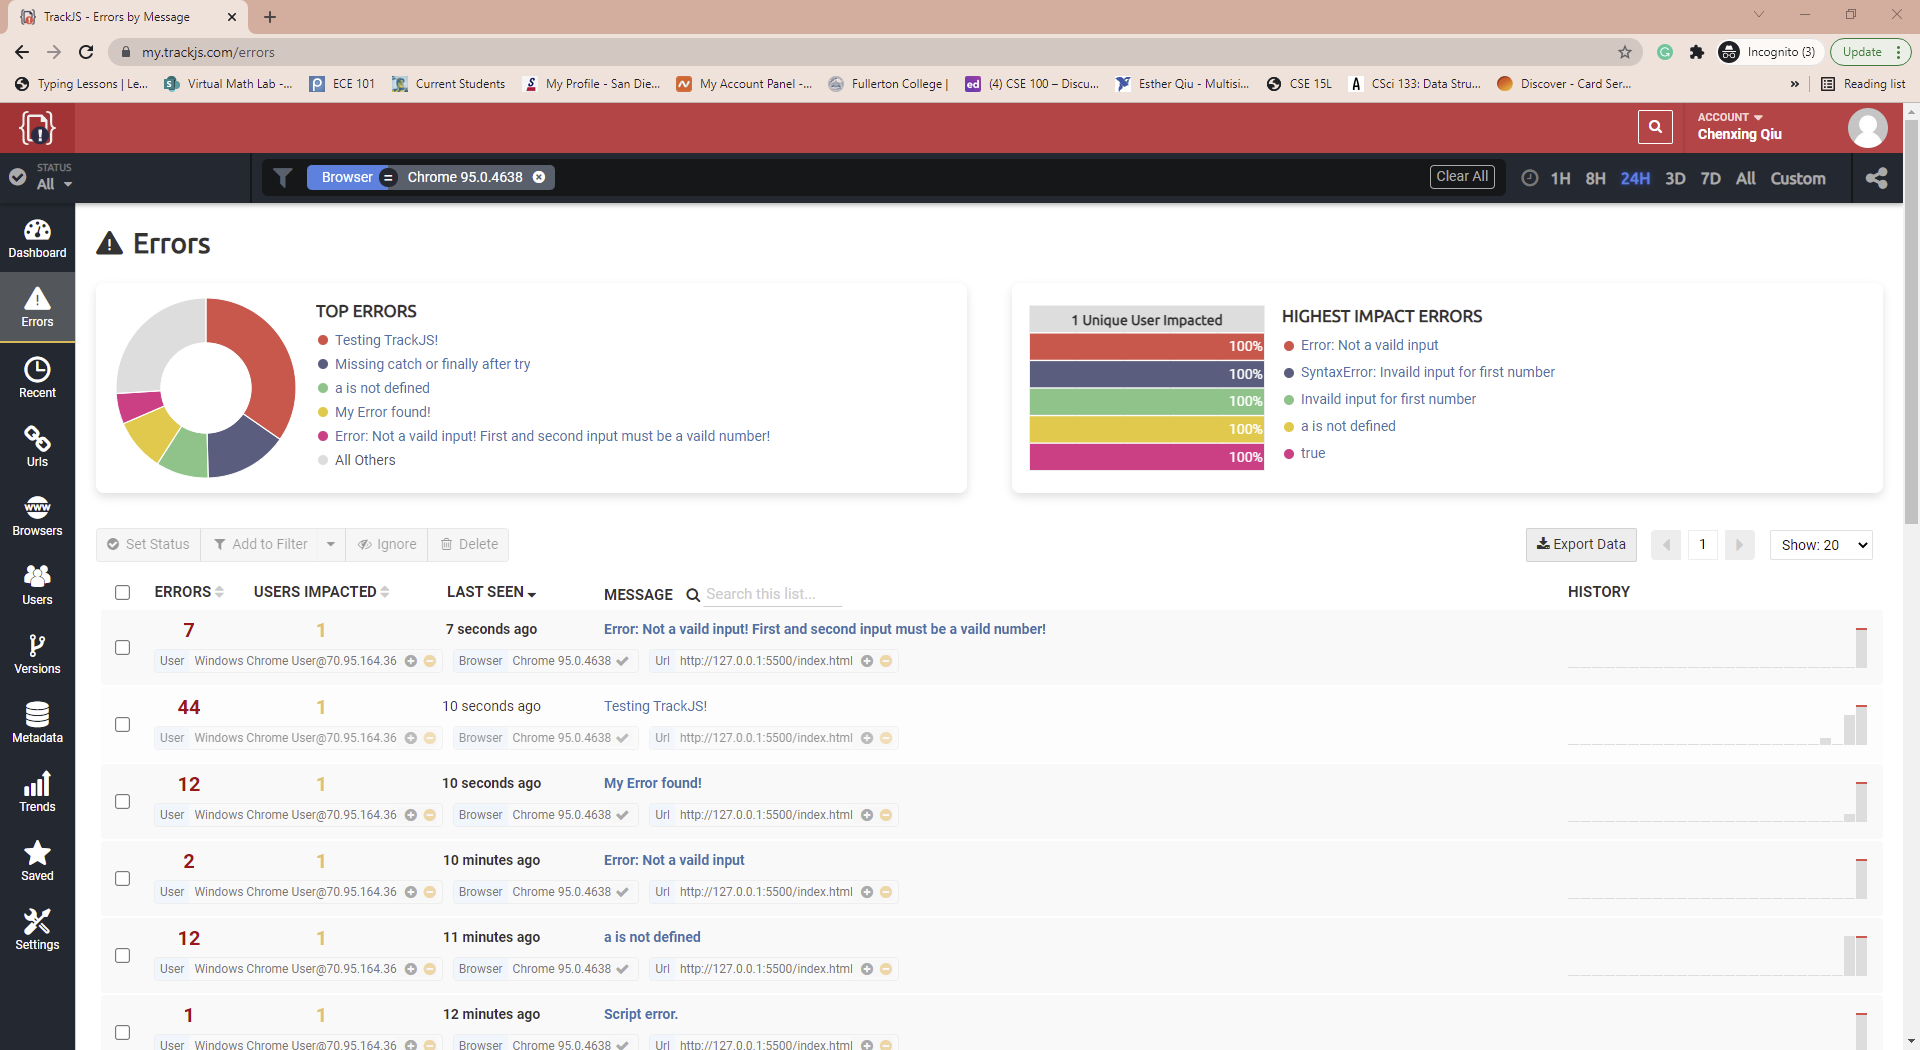 TrackJS - Errors by Message
my.trackjs.com/errors
Incognito (3)
Update
Typing Lessons | Le...
Virtual Math Lab -...
ECE 101
Current Students
My Profile - San Die...
My Account Panel -...
Fullerton College |
(4) CSE 100 – Discu...
Esther Qiu - Multisi...
CSE 15L
CSci 133: Data Stru...
Discover - Card Ser...
»
Reading list
ACCOUNT
Chenxing Qiu
STATUS
All
Browser = Chrome 95.0.4638
Clear All
1H 8H 24H 3D 7D All Custom
Dashboard
Errors
Recent
Urls
Browsers
Users
Versions
Metadata
Trends
Saved
Settings
Errors
TOP ERRORS
Testing TrackJS!
Missing catch or finally after try
a is not defined
My Error found!
Error: Not a vaild input! First and second input must be a vaild number!
All Others
1 Unique User Impacted
100%
100%
100%
100%
100%
HIGHEST IMPACT ERRORS
Error: Not a vaild input
SyntaxError: Invaild input for first number
Invaild input for first number
a is not defined
true
Set Status Add to Filter Ignore Delete
Export Data 1 Show: 20
ERRORS USERS IMPACTED LAST SEEN MESSAGE Search this list... HISTORY
7 1 7 seconds ago Error: Not a vaild input! First and second input must be a vaild number!
User Windows Chrome User@70.95.164.36 Browser Chrome 95.0.4638 Url http://127.0.0.1:5500/index.html
44 1 10 seconds ago Testing TrackJS!
User Windows Chrome User@70.95.164.36 Browser Chrome 95.0.4638 Url http://127.0.0.1:5500/index.html
12 1 10 seconds ago My Error found!
User Windows Chrome User@70.95.164.36 Browser Chrome 95.0.4638 Url http://127.0.0.1:5500/index.html
2 1 10 minutes ago Error: Not a vaild input
User Windows Chrome User@70.95.164.36 Browser Chrome 95.0.4638 Url http://127.0.0.1:5500/index.html
12 1 11 minutes ago a is not defined
User Windows Chrome User@70.95.164.36 Browser Chrome 95.0.4638 Url http://127.0.0.1:5500/index.html
1 1 12 minutes ago Script error.
User Windows Chrome User@70.95.164.36 Browser Chrome 95.0.4638 Url http://127.0.0.1:5500/index.html